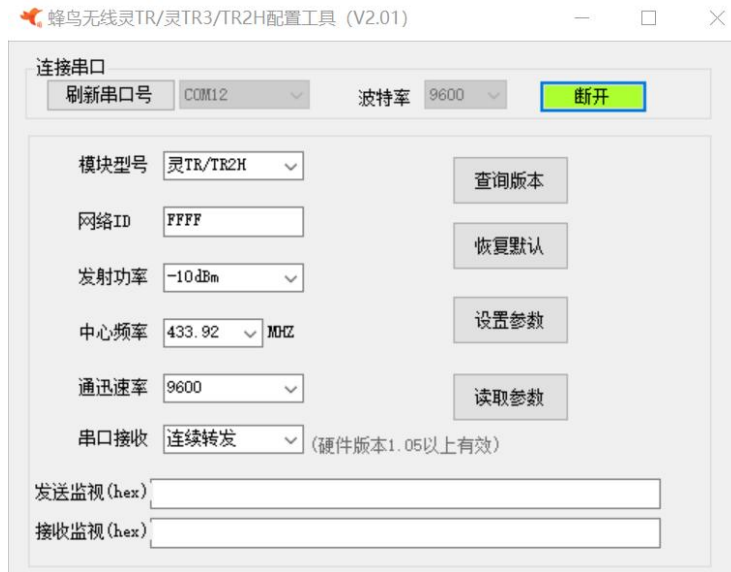 蜂鸟无线灵TR/灵TR3/TR2H配置工具 (V2.01)
连接串口
刷新串口号 COM12 波特率 9600 断开
模块型号 灵TR/TR2H 查询版本
网络ID FFFF 恢复默认
发射功率 -10dBm
中心频率 433.92 MHZ 设置参数
通迅速率 9600 读取参数
串口接收 连续转发 (硬件版本1.05以上有效)
发送监视(hex)
接收监视(hex)